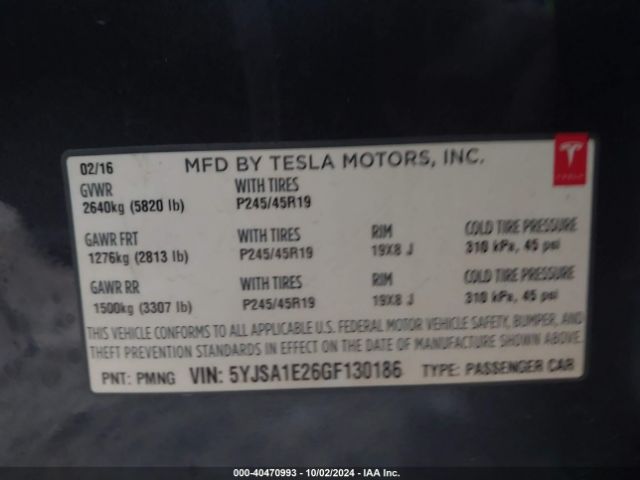 02/16 MFD BY TESLA MOTORS, INC.
GVWR WITH TIRES
2640kg (5820 lb) P245/45R19
GAWR FRT WITH TIRES RIM COLD TIRE PRESSURE
1276kg (2813 lb) P245/45R19 19X8 J 310 kPa, 45 psi
GAWR RR WITH TIRES RIM COLD TIRE PRESSURE
1500kg (3307 lb) P245/45R19 19X8 J 310 kPa, 45 psi
THIS VEHICLE CONFORMS TO ALL APPLICABLE U.S. FEDERAL MOTOR VEHICLE SAFETY, BUMPER, AND
THEFT PREVENTION STANDARDS IN EFFECT ON THE DATE OF MANUFACTURE SHOWN ABOVE.
PNT: PMNG VIN: 5YJSA1E26GF130186 TYPE: PASSENGER CAR
000-40470993 - 10/02/2024 - IAA Inc.